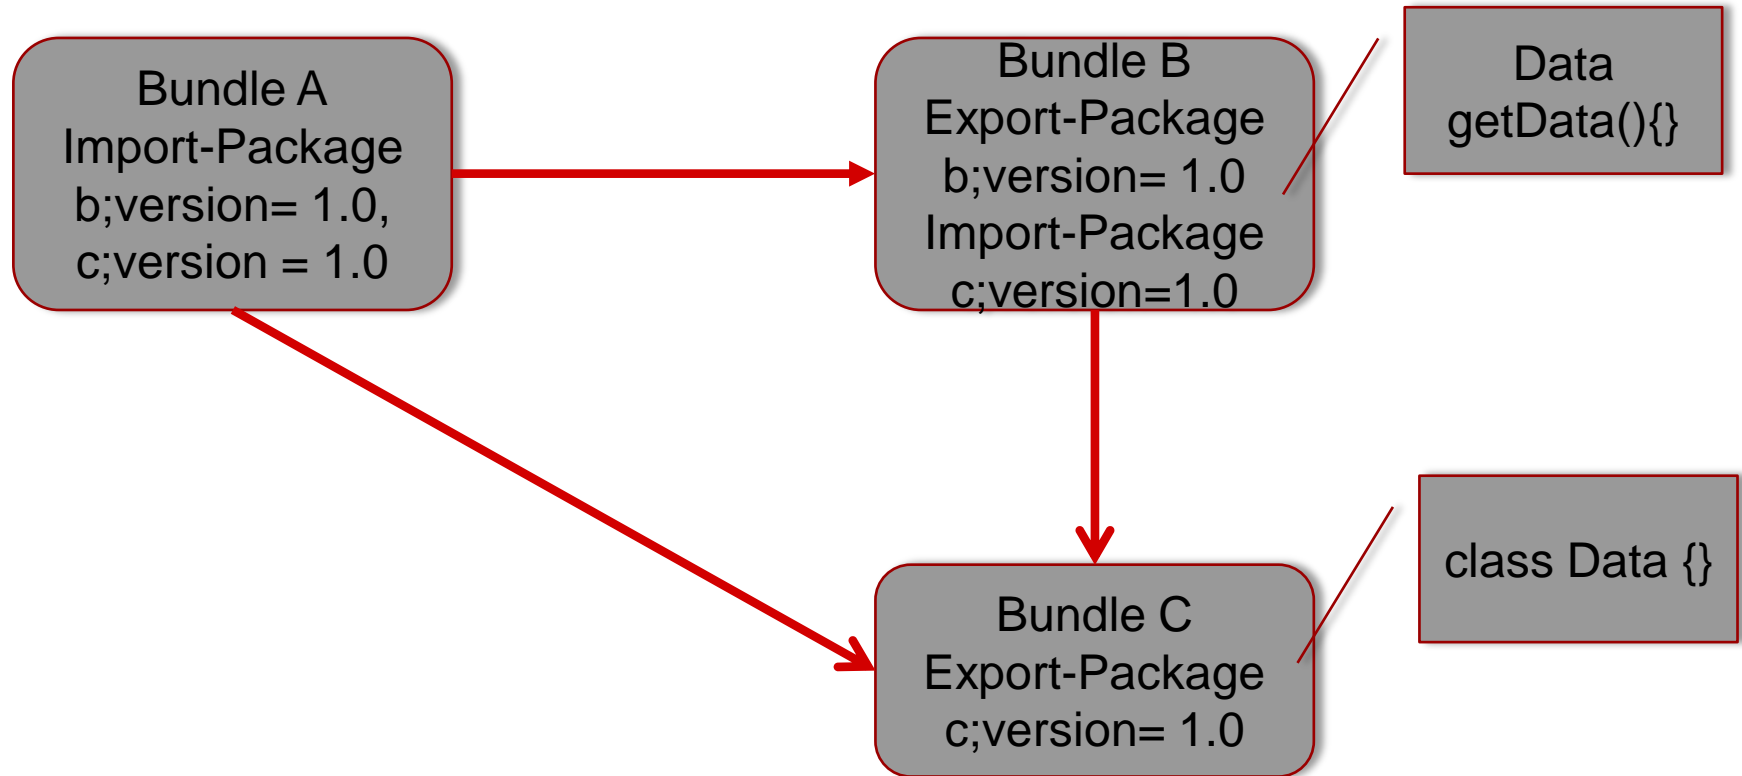 Bundle A
Import-Package
b;version= 1.0,
c;version = 1.0
Bundle B
Export-Package
b;version= 1.0
Import-Package
c;version=1.0
Data
getData(){}
Bundle C
Export-Package
c;version= 1.0
class Data {}